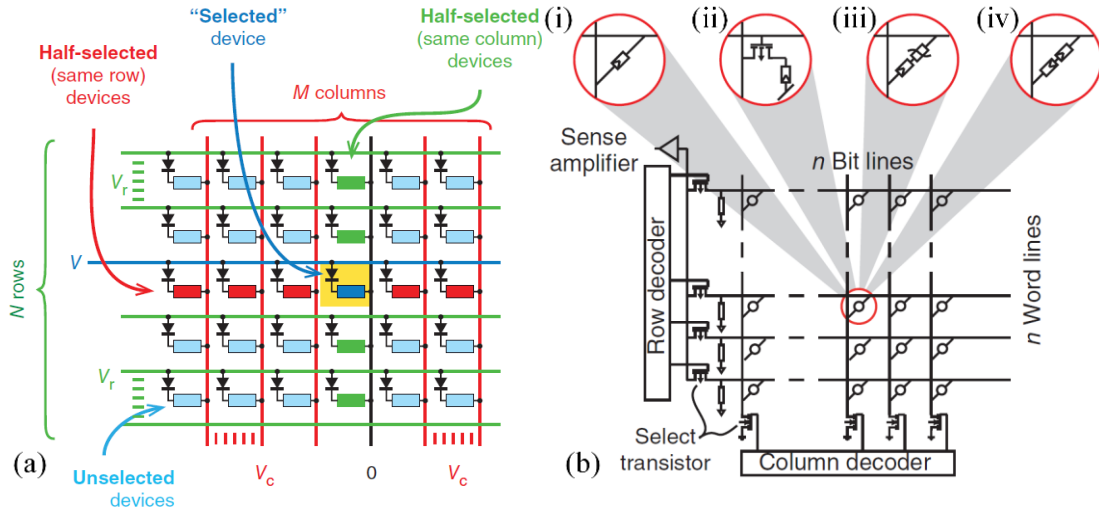 “Selected”
device
Half-selected
(same column)
devices
Half-selected
(same row)
devices
M columns
Vr
V
N rows
Vr
Unselected
devices
Vc
0
Vc
(a)
(i)
(ii)
(iii)
(iv)
Sense
amplifier
n Bit lines
Row decoder
n Word lines
Select
transistor
Column decoder
(b)